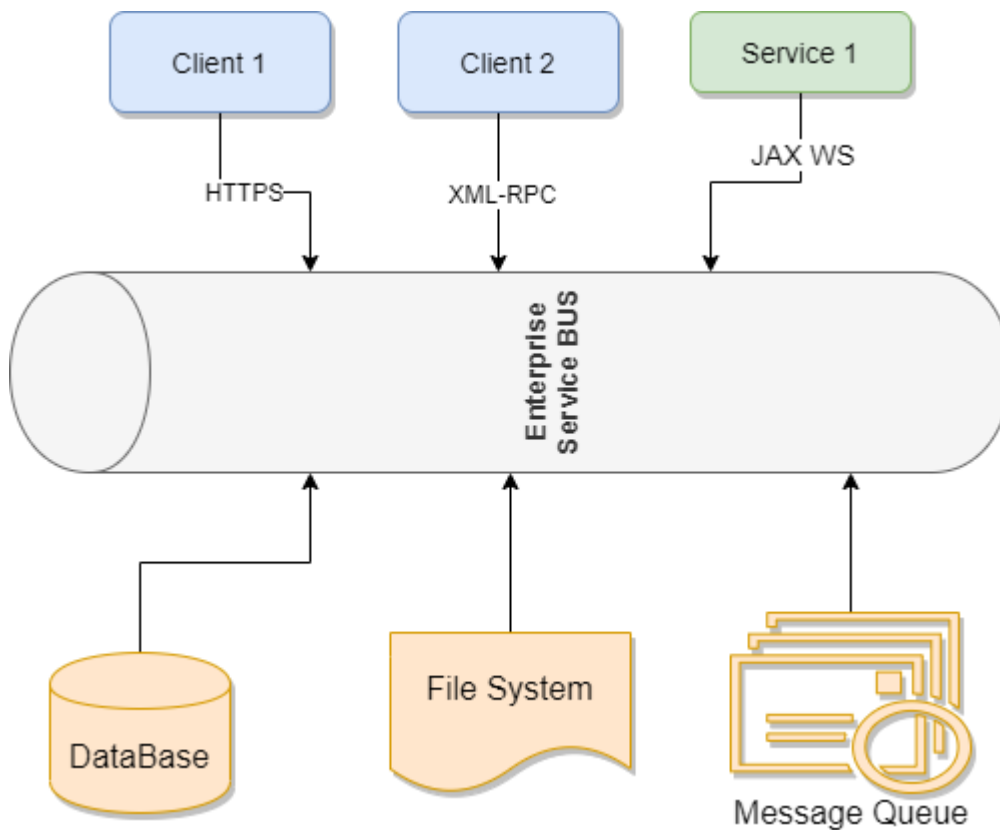 Client 1
Client 2
Service 1
HTTPS
XML-RPC
JAX WS
Enterprise
Service BUS
DataBase
File System
Message Queue